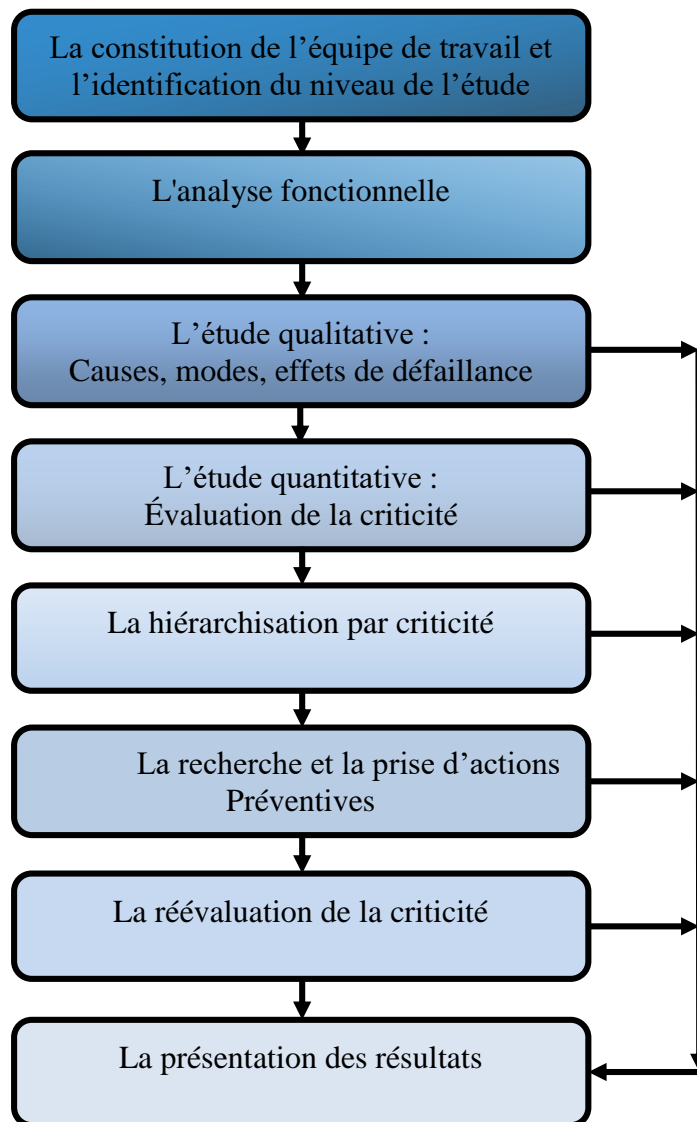 La constitution de l’équipe de travail et
l’identification du niveau de l’étude
L'analyse fonctionnelle
L’étude qualitative :
Causes, modes, effets de défaillance
L’étude quantitative :
Évaluation de la criticité
La hiérarchisation par criticité
La recherche et la prise d’actions
Préventives
La réévaluation de la criticité
La présentation des résultats